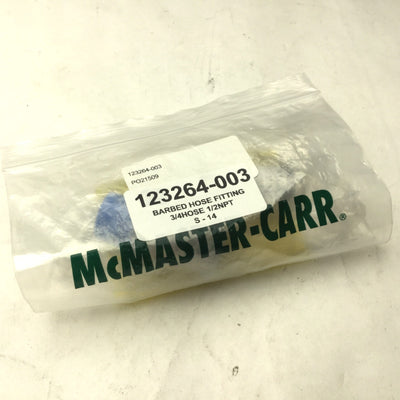 123264-003
PO21509
123264-003
BARBED HOSE FITTING
3/4HOSE 1/2NPT
S - 14
McMASTER-CARR®